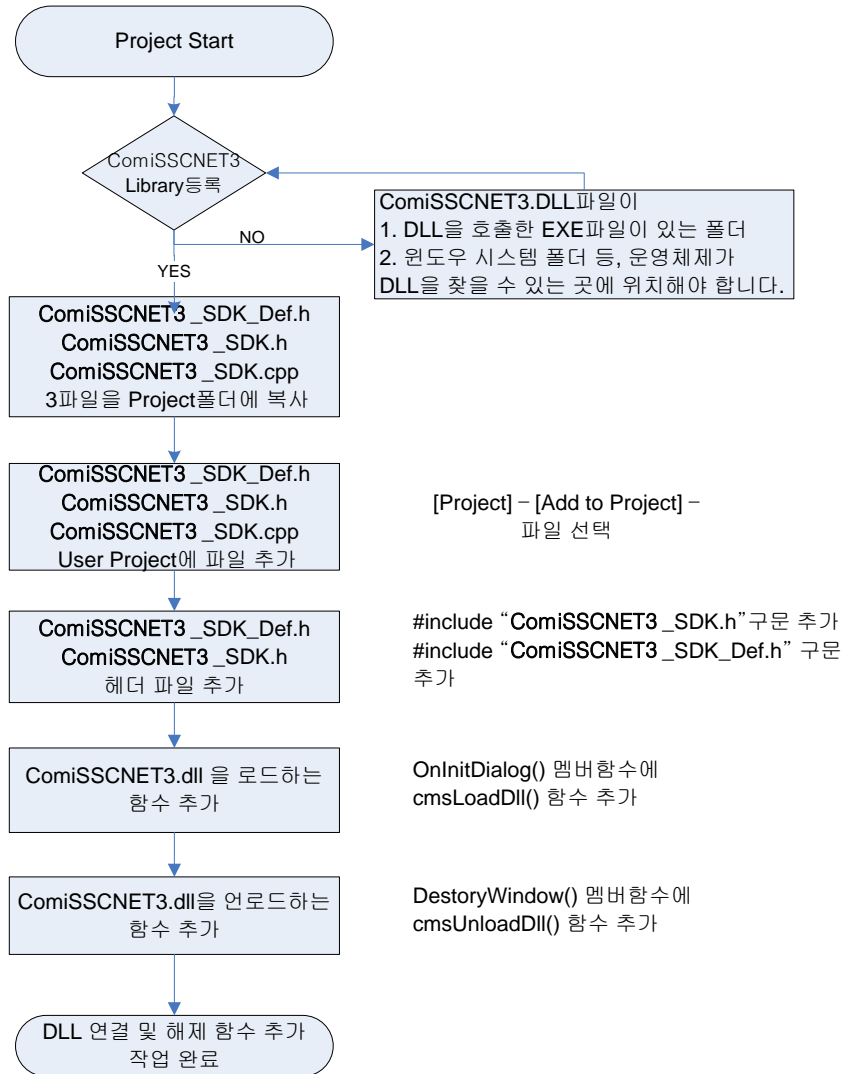 Project Start
ComiSSCNET3
Library등록
NO
YES
ComiSSCNET3.DLL파일이
1. DLL을 호출한 EXE파일이 있는 폴더
2. 윈도우 시스템 폴더 등, 운영체제가
DLL을 찾을 수 있는 곳에 위치해야 합니다.
ComiSSCNET3 _SDK_Def.h
ComiSSCNET3 _SDK.h
ComiSSCNET3 _SDK.cpp
3파일을 Project폴더에 복사
ComiSSCNET3 _SDK_Def.h
ComiSSCNET3 _SDK.h
ComiSSCNET3 _SDK.cpp
User Project에 파일 추가
[Project] – [Add to Project] –
파일 선택
ComiSSCNET3 _SDK_Def.h
ComiSSCNET3 _SDK.h
헤더 파일 추가
#include “ComiSSCNET3 _SDK.h”구문 추가
#include “ComiSSCNET3 _SDK_Def.h” 구문
추가
ComiSSCNET3.dll 을 로드하는
함수 추가
OnInitDialog() 멤버함수에
cmsLoadDll() 함수 추가
ComiSSCNET3.dll을 언로드하는
함수 추가
DestoryWindow() 멤버함수에
cmsUnloadDll() 함수 추가
DLL 연결 및 해제 함수 추가
작업 완료